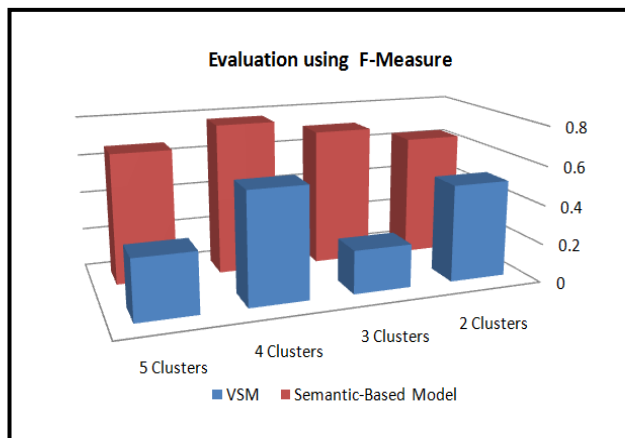 Evaluation using F-Measure
0.8
0.6
0.4
0.2
0
5 Clusters
4 Clusters
3 Clusters
2 Clusters
VSM
Semantic-Based Model